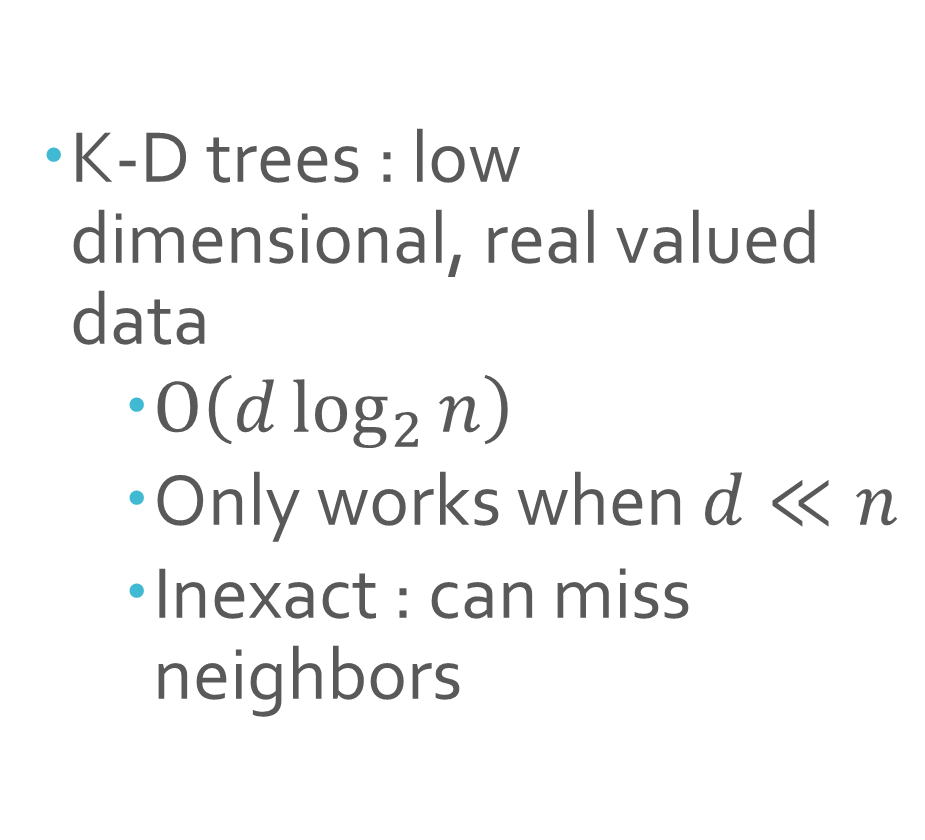 • K-D trees : low
dimensional, real valued
data
• O(d log₂ n)
• Only works when d ≪ n
• Inexact : can miss
neighbors